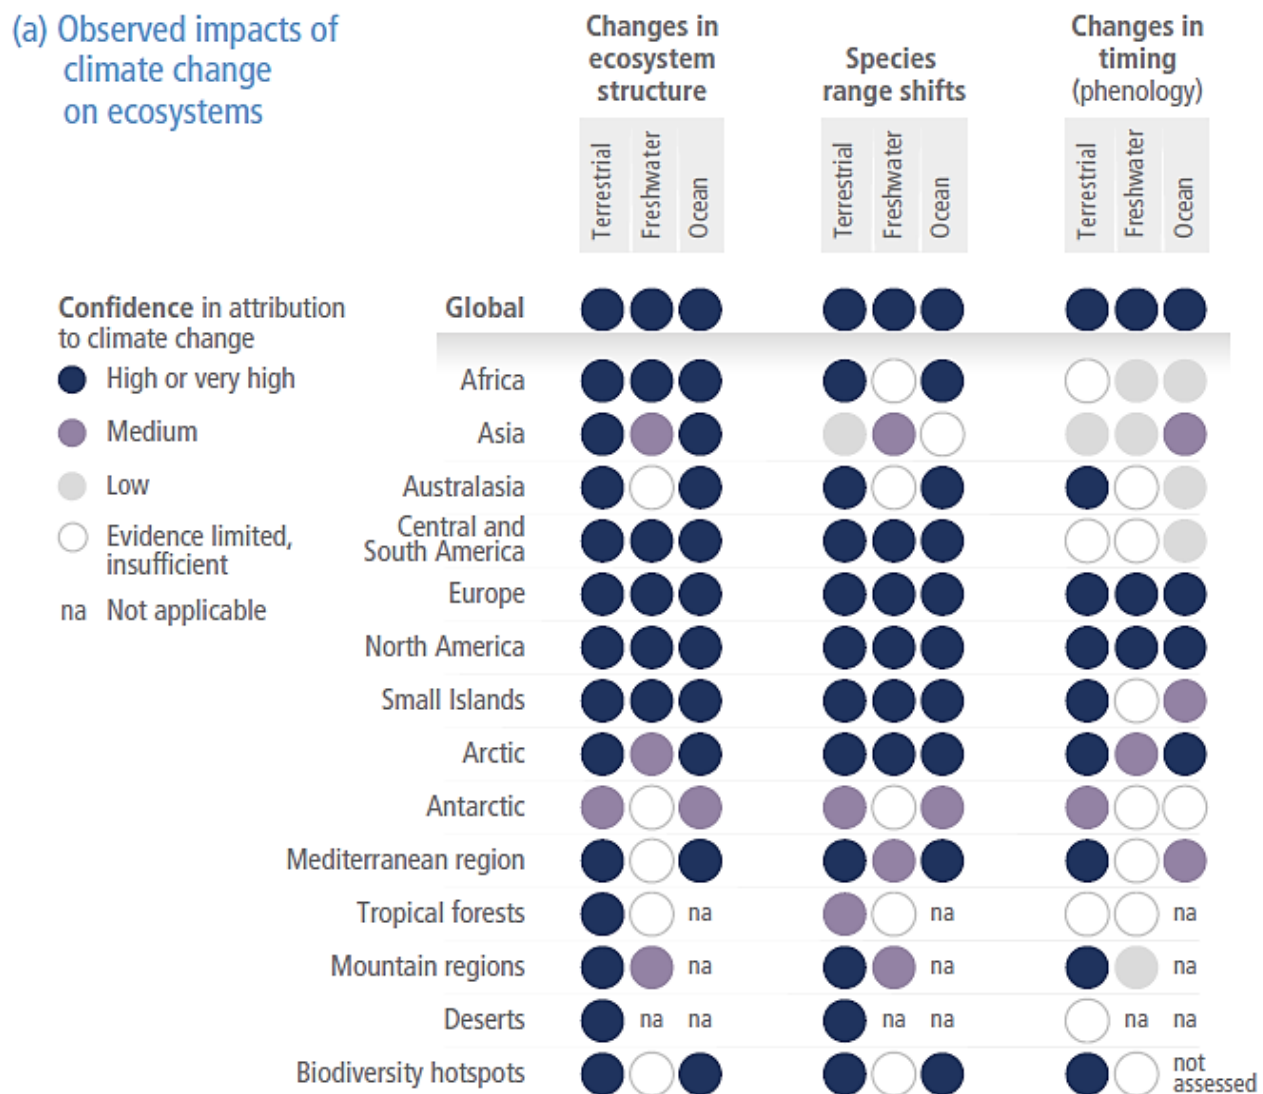 (a) Observed impacts of
climate change
on ecosystems
Changes in
ecosystem
structure
Species
range shifts
Changes in
timing
(phenology)
Terrestrial
Freshwater
Ocean
Terrestrial
Freshwater
Ocean
Terrestrial
Freshwater
Ocean
Confidence in attribution
to climate change
High or very high
Medium
Low
Evidence limited,
insufficient
na Not applicable
Global
Africa
Asia
Australasia
Central and
South America
Europe
North America
Small Islands
Arctic
Antarctic
Mediterranean region
Tropical forests na na na
Mountain regions na na na
Deserts na na na na na na
Biodiversity hotspots not
assessed